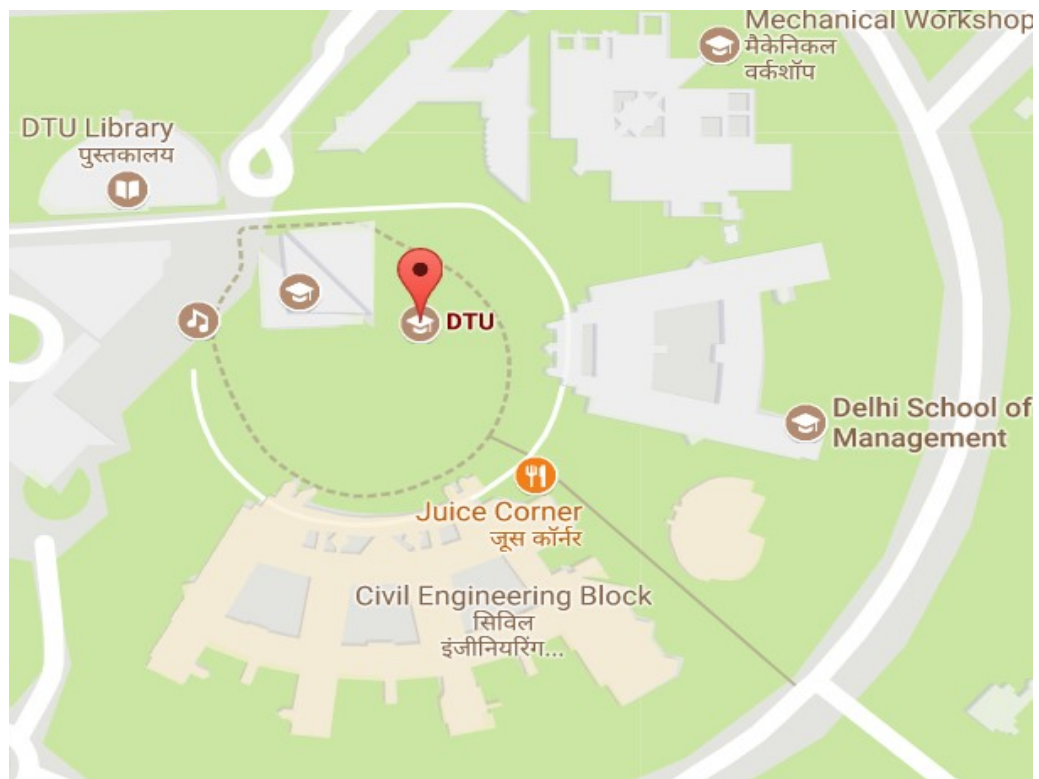 Mechanical Workshop
मैकेनिकल
वर्कशॉप
DTU Library
पुस्तकालय
DTU
Delhi School of
Management
Juice Corner
जूस कॉर्नर
Civil Engineering Block
सिविल
इंजीनियरिंग...